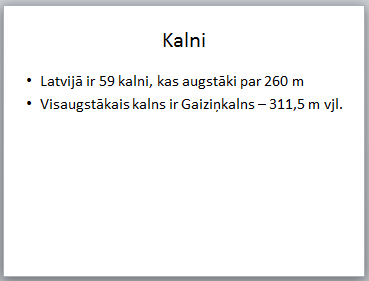 Kalni
• Latvijā ir 59 kalni, kas augstāki par 260 m
• Visaugstākais kalns ir Gaiziņkalns – 311,5 m vjl.